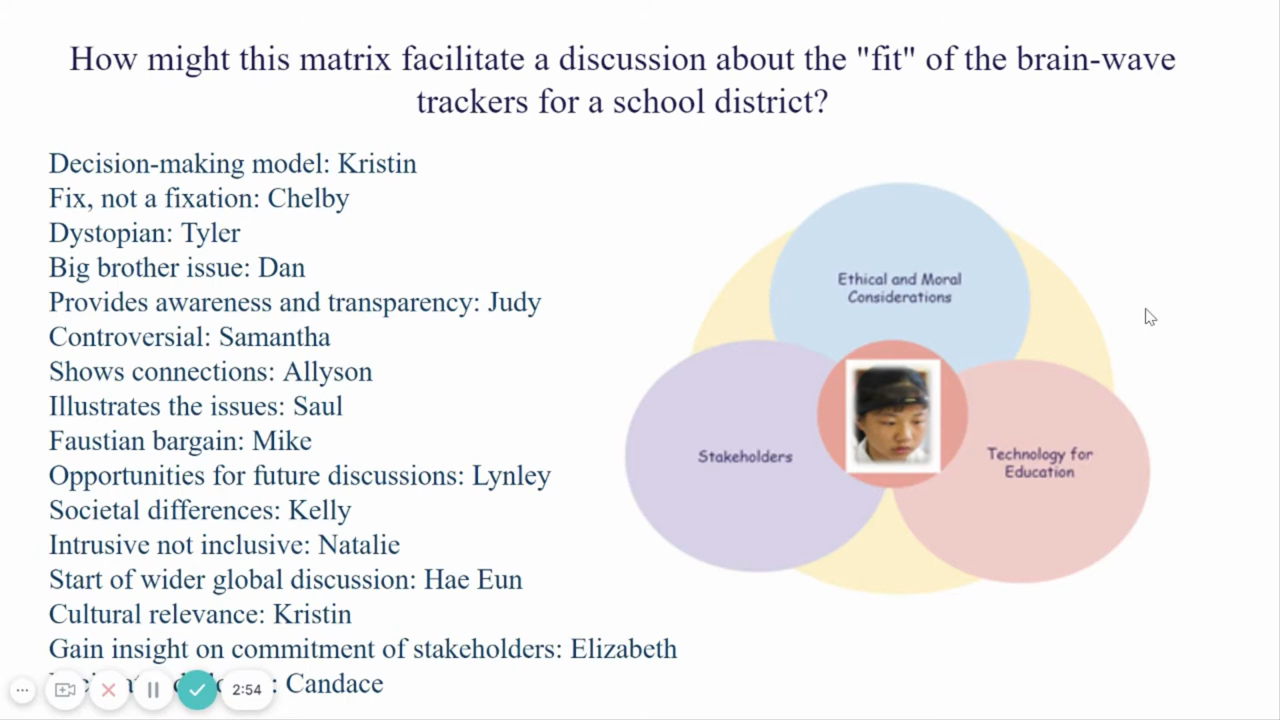 How might this matrix facilitate a discussion about the "fit" of the brain-wave
trackers for a school district?
Decision-making model: Kristin
Fix, not a fixation: Chelby
Dystopian: Tyler
Big brother issue: Dan
Provides awareness and transparency: Judy
Controversial: Samantha
Shows connections: Allyson
Illustrates the issues: Saul
Faustian bargain: Mike
Opportunities for future discussions: Lynley
Societal differences: Kelly
Intrusive not inclusive: Natalie
Start of wider global discussion: Hae Eun
Cultural relevance: Kristin
Gain insight on commitment of stakeholders: Elizabeth
: Candace
2:54
Ethical and Moral
Considerations
Stakeholders
Technology for
Education